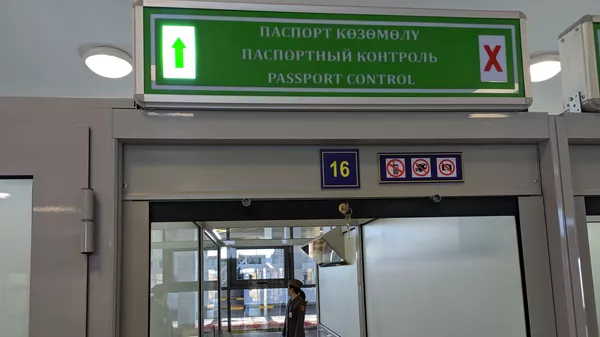 ПАСПОРТ КӨЗӨМӨЛҮ
ПАСПОРТНЫЙ КОНТРОЛЬ
PASSPORT CONTROL
X
16